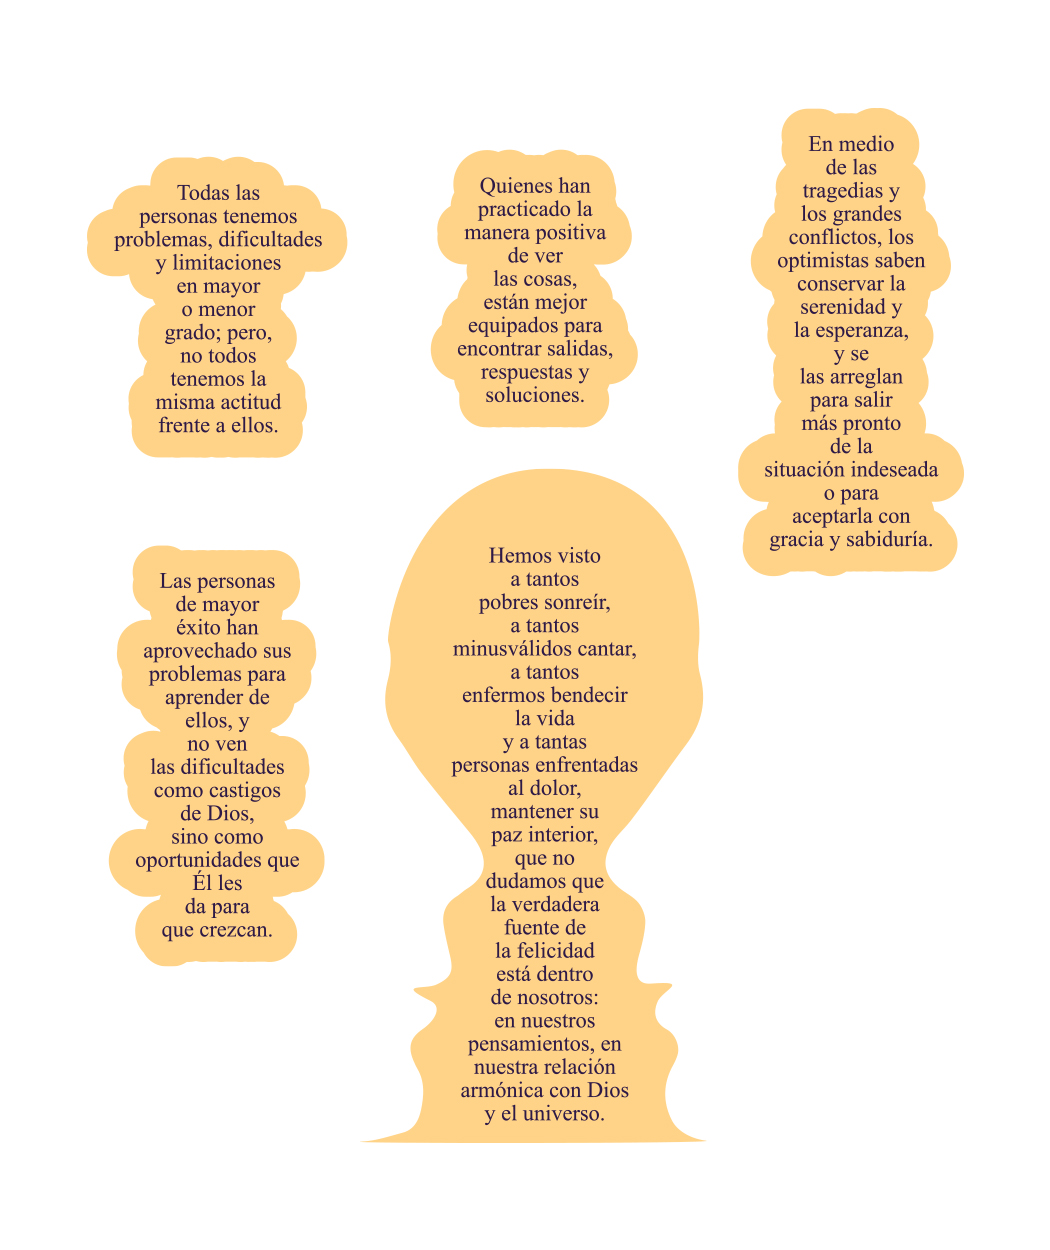 Todas las
personas tenemos
problemas, dificultades
y limitaciones
en mayor
o menor
grado; pero,
no todos
tenemos la
misma actitud
frente a ellos.
Quienes han
practicado la
manera positiva
de ver
las cosas,
están mejor
equipados para
encontrar salidas,
respuestas y
soluciones.
En medio
de las
tragedias y
los grandes
conflictos, los
optimistas saben
conservar la
serenidad y
la esperanza,
y se
las arreglan
para salir
más pronto
de la
situación indeseada
o para
aceptarla con
gracia y sabiduría.
Las personas
de mayor
éxito han
aprovechado sus
problemas para
aprender de
ellos, y
no ven
las dificultades
como castigos
de Dios,
sino como
oportunidades que
Él les
da para
que crezcan.
Hemos visto
a tantos
pobres sonreír,
a tantos
minusválidos cantar,
a tantos
enfermos bendecir
la vida
y a tantas
personas enfrentadas
al dolor,
mantener su
paz interior,
que no
dudamos que
la verdadera
fuente de
la felicidad
está dentro
de nosotros:
en nuestros
pensamientos, en
nuestra relación
armónica con Dios
y el universo.